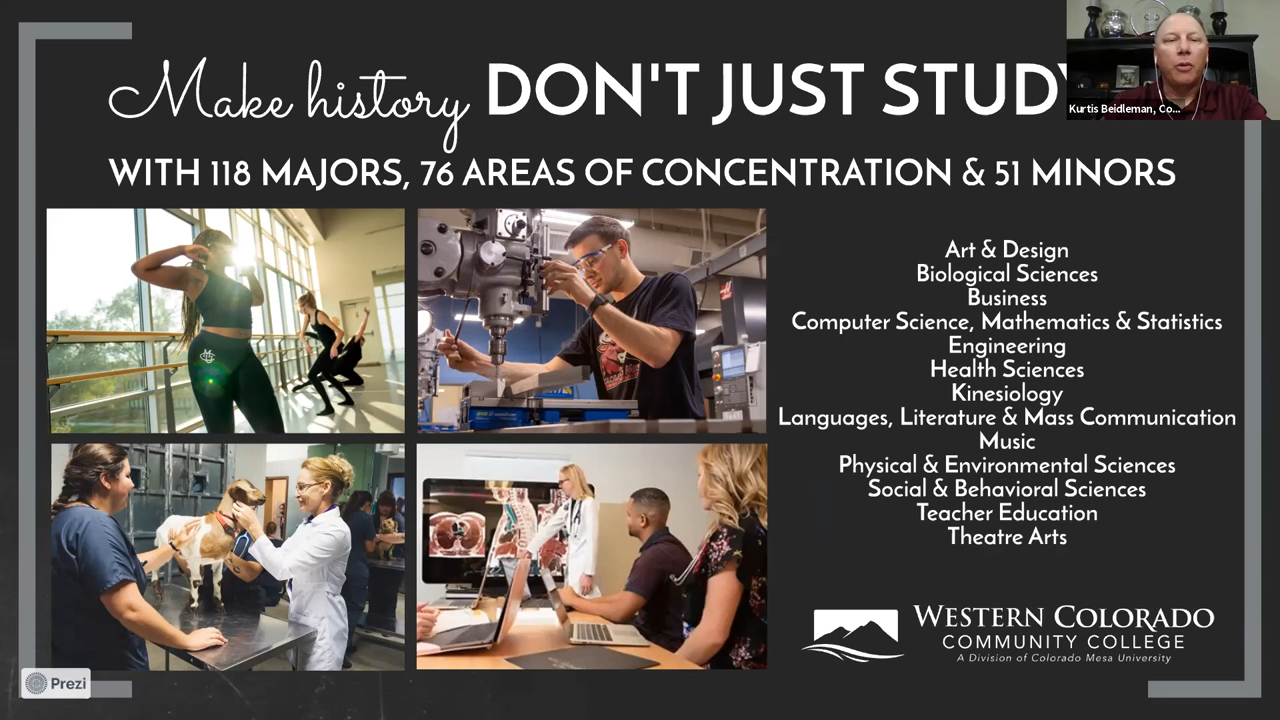 Make history DON'T JUST STUDY
Kurtis Beidleman, Co...
WITH 118 MAJORS, 76 AREAS OF CONCENTRATION & 51 MINORS
Art & Design
Biological Sciences
Business
Computer Science, Mathematics & Statistics
Engineering
Health Sciences
Kinesiology
Languages, Literature & Mass Communication
Music
Physical & Environmental Sciences
Social & Behavioral Sciences
Teacher Education
Theatre Arts
WESTERN COLORADO
COMMUNITY COLLEGE
A Division of Colorado Mesa University
Prezi